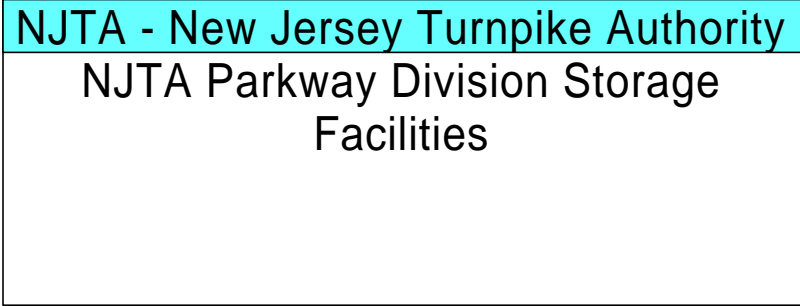 NJTA - New Jersey Turnpike Authority
NJTA Parkway Division Storage
Facilities